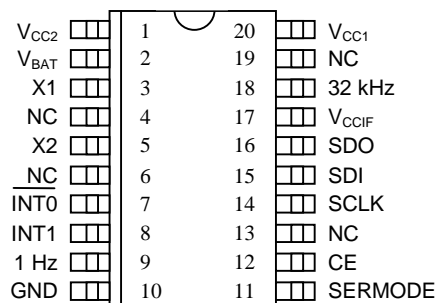 VCC2 1 20 VCC1
VBAT 2 19 NC
X1 3 18 32 kHz
NC 4 17 VCCIF
X2 5 16 SDO
NC 6 15 SDI
INT0 7 14 SCLK
INT1 8 13 NC
1 Hz 9 12 CE
GND 10 11 SERMODE